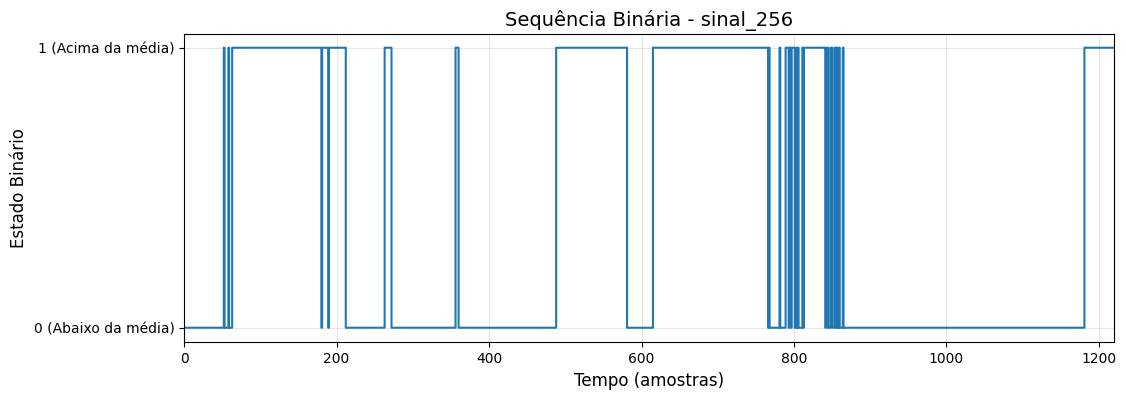 Sequência Binária - sinal_256
1 (Acima da média)
Estado Binário
0 (Abaixo da média)
0 200 400 600 800 1000 1200
Tempo (amostras)